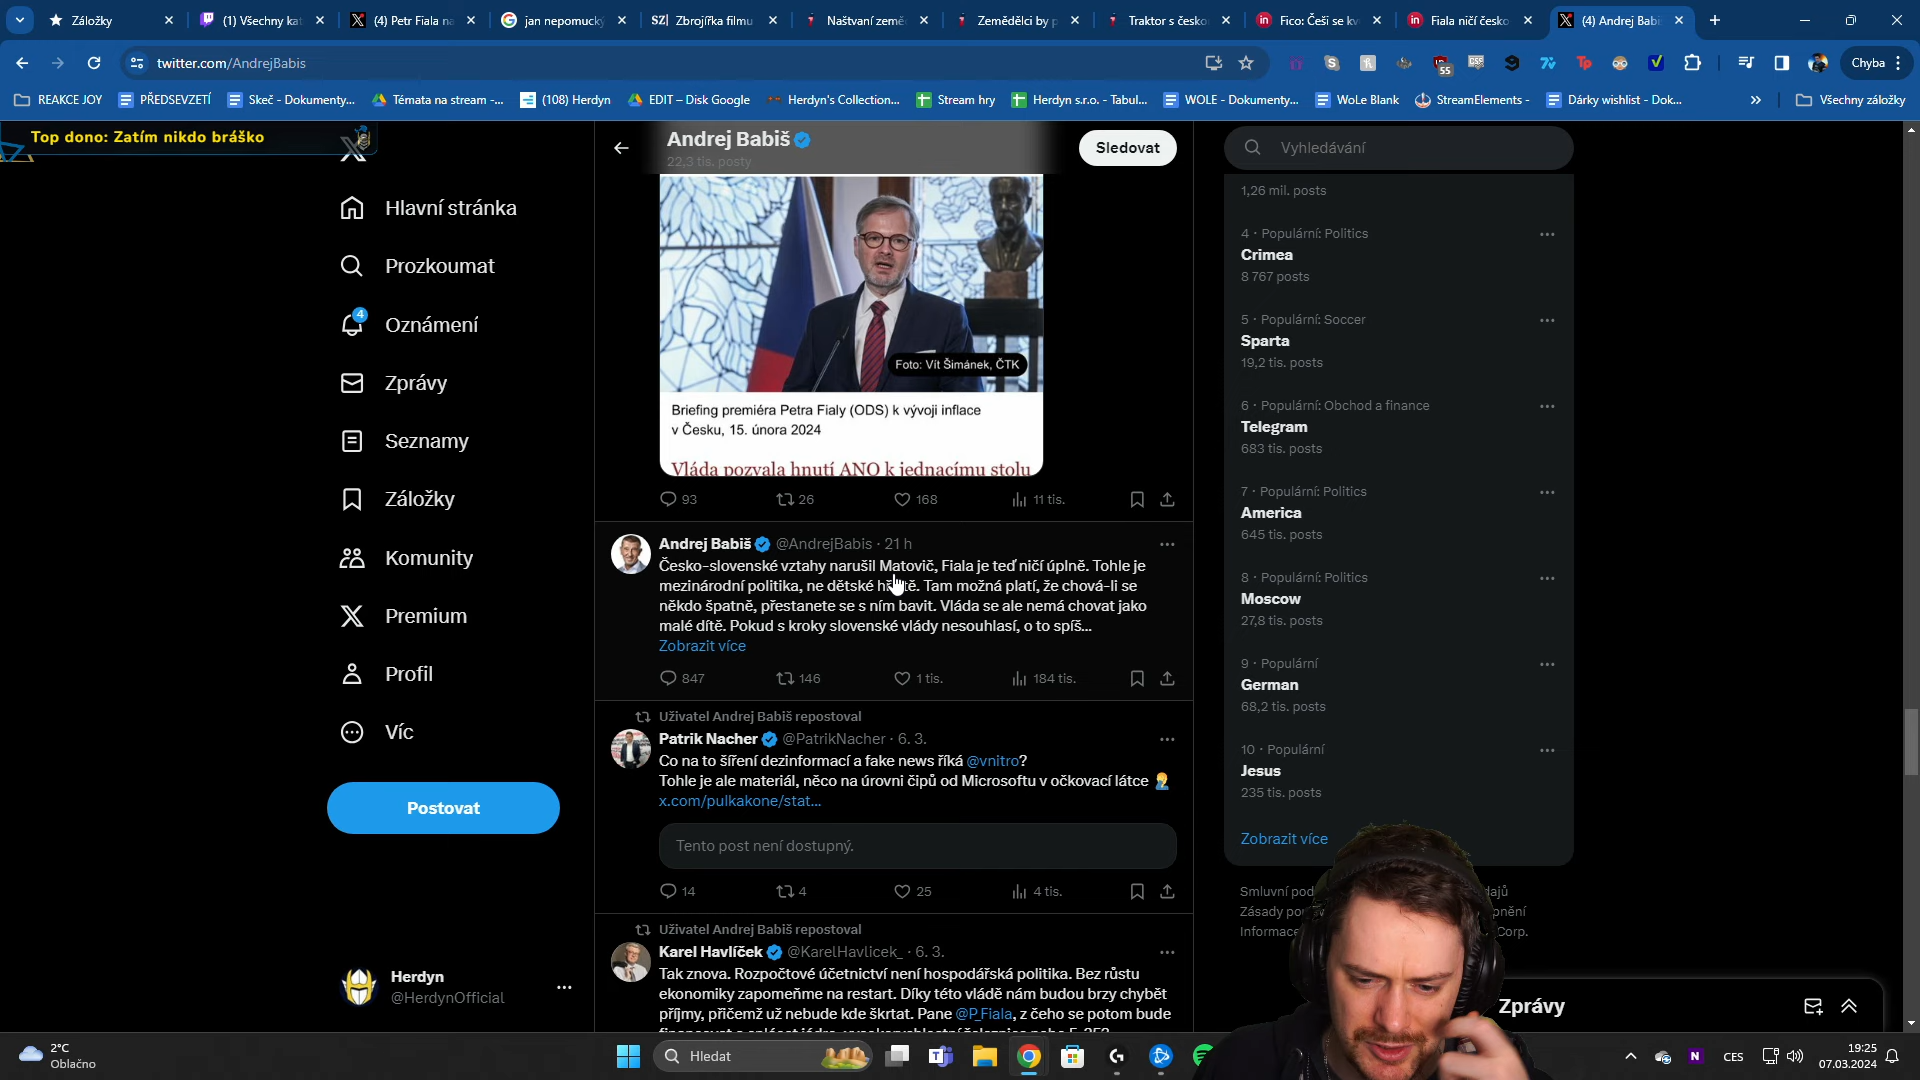 Záložky
(1) Všechny kat
(4) Petr Fiala na
jan nepomucký
Zbrojířka filmu
Naštvaní země
Zemědělci by p
Traktor s česko
Fico: Češi se kv
Fiala ničí česko
(4) Andrej Babi
twitter.com/AndrejBabis
55
Chyba
REAKCE JOY
PŘEDSEVZETÍ
Skeč - Dokumenty...
Témata na stream -...
(108) Herdyn
EDIT – Disk Google
Herdyn's Collection...
Stream hry
Herdyn s.r.o. - Tabul...
WOLE - Dokumenty...
WoLe Blank
StreamElements -
Dárky wishlist - Dok...
Všechny záložky
Top dono: Zatím nikdo bráško
Hlavní stránka
Prozkoumat
4
Oznámení
Zprávy
Seznamy
Záložky
Komunity
Premium
Profil
Víc
Postovat
Herdyn
@HerdynOfficial
Andrej Babiš
22,3 tis. posty
Sledovat
Foto: Vít Šimánek, ČTK
Briefing premiéra Petra Fialy (ODS) k vývoji inflace
v Česku, 15. února 2024
Vláda pozvala hnutí ANO k jednacímu stolu
93
26
168
11 tis.
Andrej Babiš @AndrejBabis · 21 h
Česko-slovenské vztahy narušil Matovič, Fiala je teď ničí úplně. Tohle je
mezinárodní politika, ne dětské hřiště. Tam možná platí, že chová-li se
někdo špatně, přestanete se s ním bavit. Vláda se ale nemá chovat jako
malé dítě. Pokud s kroky slovenské vlády nesouhlasí, o to spíš...
Zobrazit více
847
146
1 tis.
184 tis.
Uživatel Andrej Babiš repostoval
Patrik Nacher @PatrikNacher · 6. 3.
Co na to šíření dezinformací a fake news říká @vnitro?
Tohle je ale materiál, něco na úrovni čipů od Microsoftu v očkovací látce
x.com/pulkakone/stat...
Tento post není dostupný.
14
4
25
4 tis.
Uživatel Andrej Babiš repostoval
Karel Havlíček @KarelHavlicek_ · 6. 3.
Tak znova. Rozpočtové účetnictví není hospodářská politika. Bez růstu
ekonomiky zapomeňme na restart. Díky této vládě nám budou brzy chybět
příjmy, přičemž už nebude kde škrtat. Pane @P_Fiala, z čeho se potom bude
Vyhledávání
1,26 mil. posts
4 · Populární: Politics
Crimea
8 767 posts
5 · Populární: Soccer
Sparta
19,2 tis. posts
6 · Populární: Obchod a finance
Telegram
683 tis. posts
7 · Populární: Politics
America
645 tis. posts
8 · Populární: Politics
Moscow
27,8 tis. posts
9 · Populární
German
68,2 tis. posts
10 · Populární
Jesus
235 tis. posts
Zobrazit více
Smluvní
Zásady
Corp.
Zprávy
2°C
Oblačno
Hledat
CES
19:25
07.03.2024